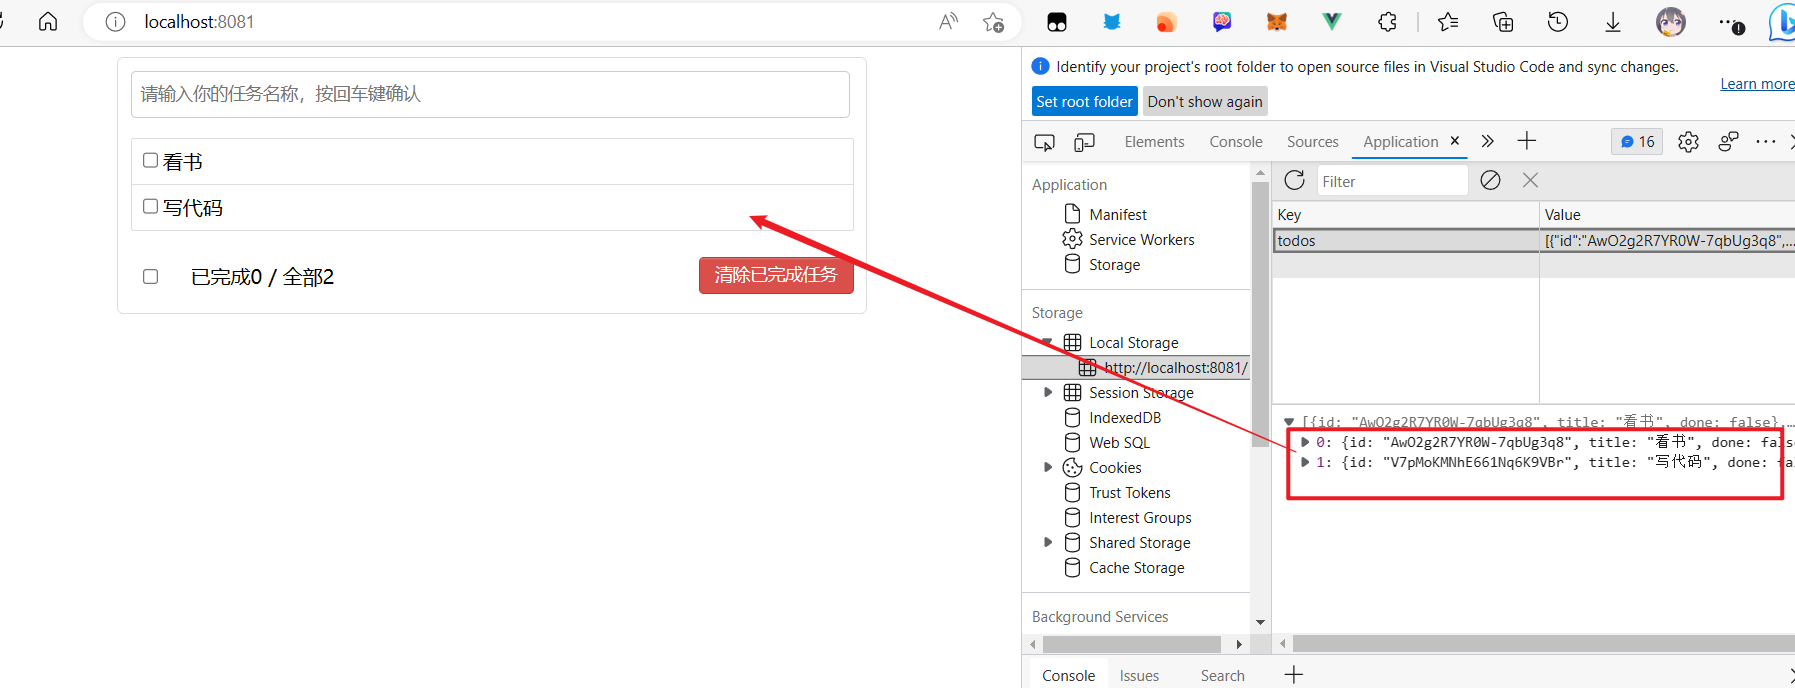 localhost:8081
Identify your project's root folder to open source files in Visual Studio Code and sync changes.
Learn more
Set root folder
Don't show again
请输入你的任务名称，按回车键确认
Elements
Console
Sources
Application
16
看书
写代码
已完成0 / 全部2
清除已完成任务
Application
Manifest
Service Workers
Storage
Storage
Local Storage
http://localhost:8081/
Session Storage
IndexedDB
Web SQL
Cookies
Trust Tokens
Interest Groups
Shared Storage
Cache Storage
Background Services
Filter
Key
Value
todos
[{"id":"AwO2g2R7YR0W-7qbUg3q8",...
[{id: "AwO2g2R7YR0W-7qbUg3q8", title: "看书", done: false},...
0: {id: "AwO2g2R7YR0W-7qbUg3q8", title: "看书", done: fals
1: {id: "V7pMoKMNhE661Nq6K9VBr", title: "写代码", done: fa
Console
Issues
Search